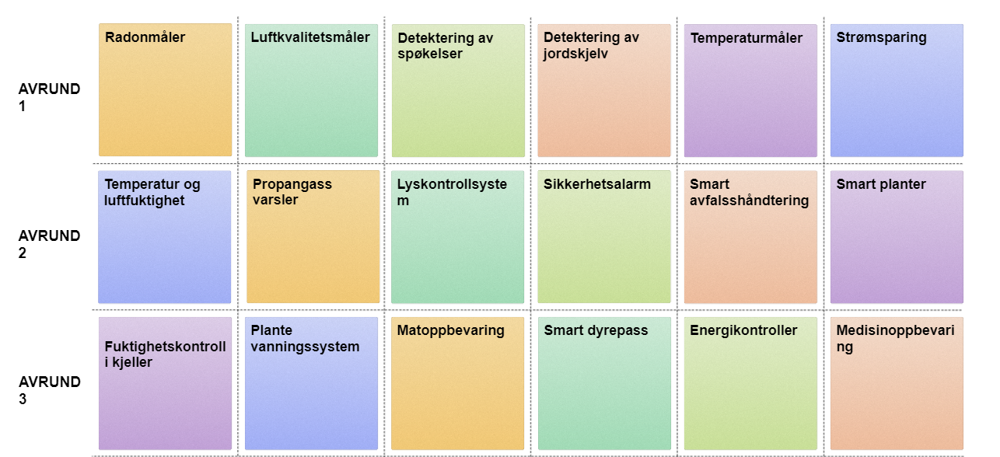 AVRUND
1
Radonmåler
Luftkvalitetsmåler
Detektering av
spøkelser
Detektering av
jordskjelv
Temperaturmåler
Strømsparing
AVRUND
2
Temperatur og
luftfuktighet
Propangass
varsler
Lyskontrollsyste
m
Sikkerhetsalarm
Smart
avfalsshåndtering
Smart planter
AVRUND
3
Fuktighetskontroll
i kjeller
Plante
vanningssystem
Matoppbevaring
Smart dyrepass
Energikontroller
Medisinoppbevari
ng